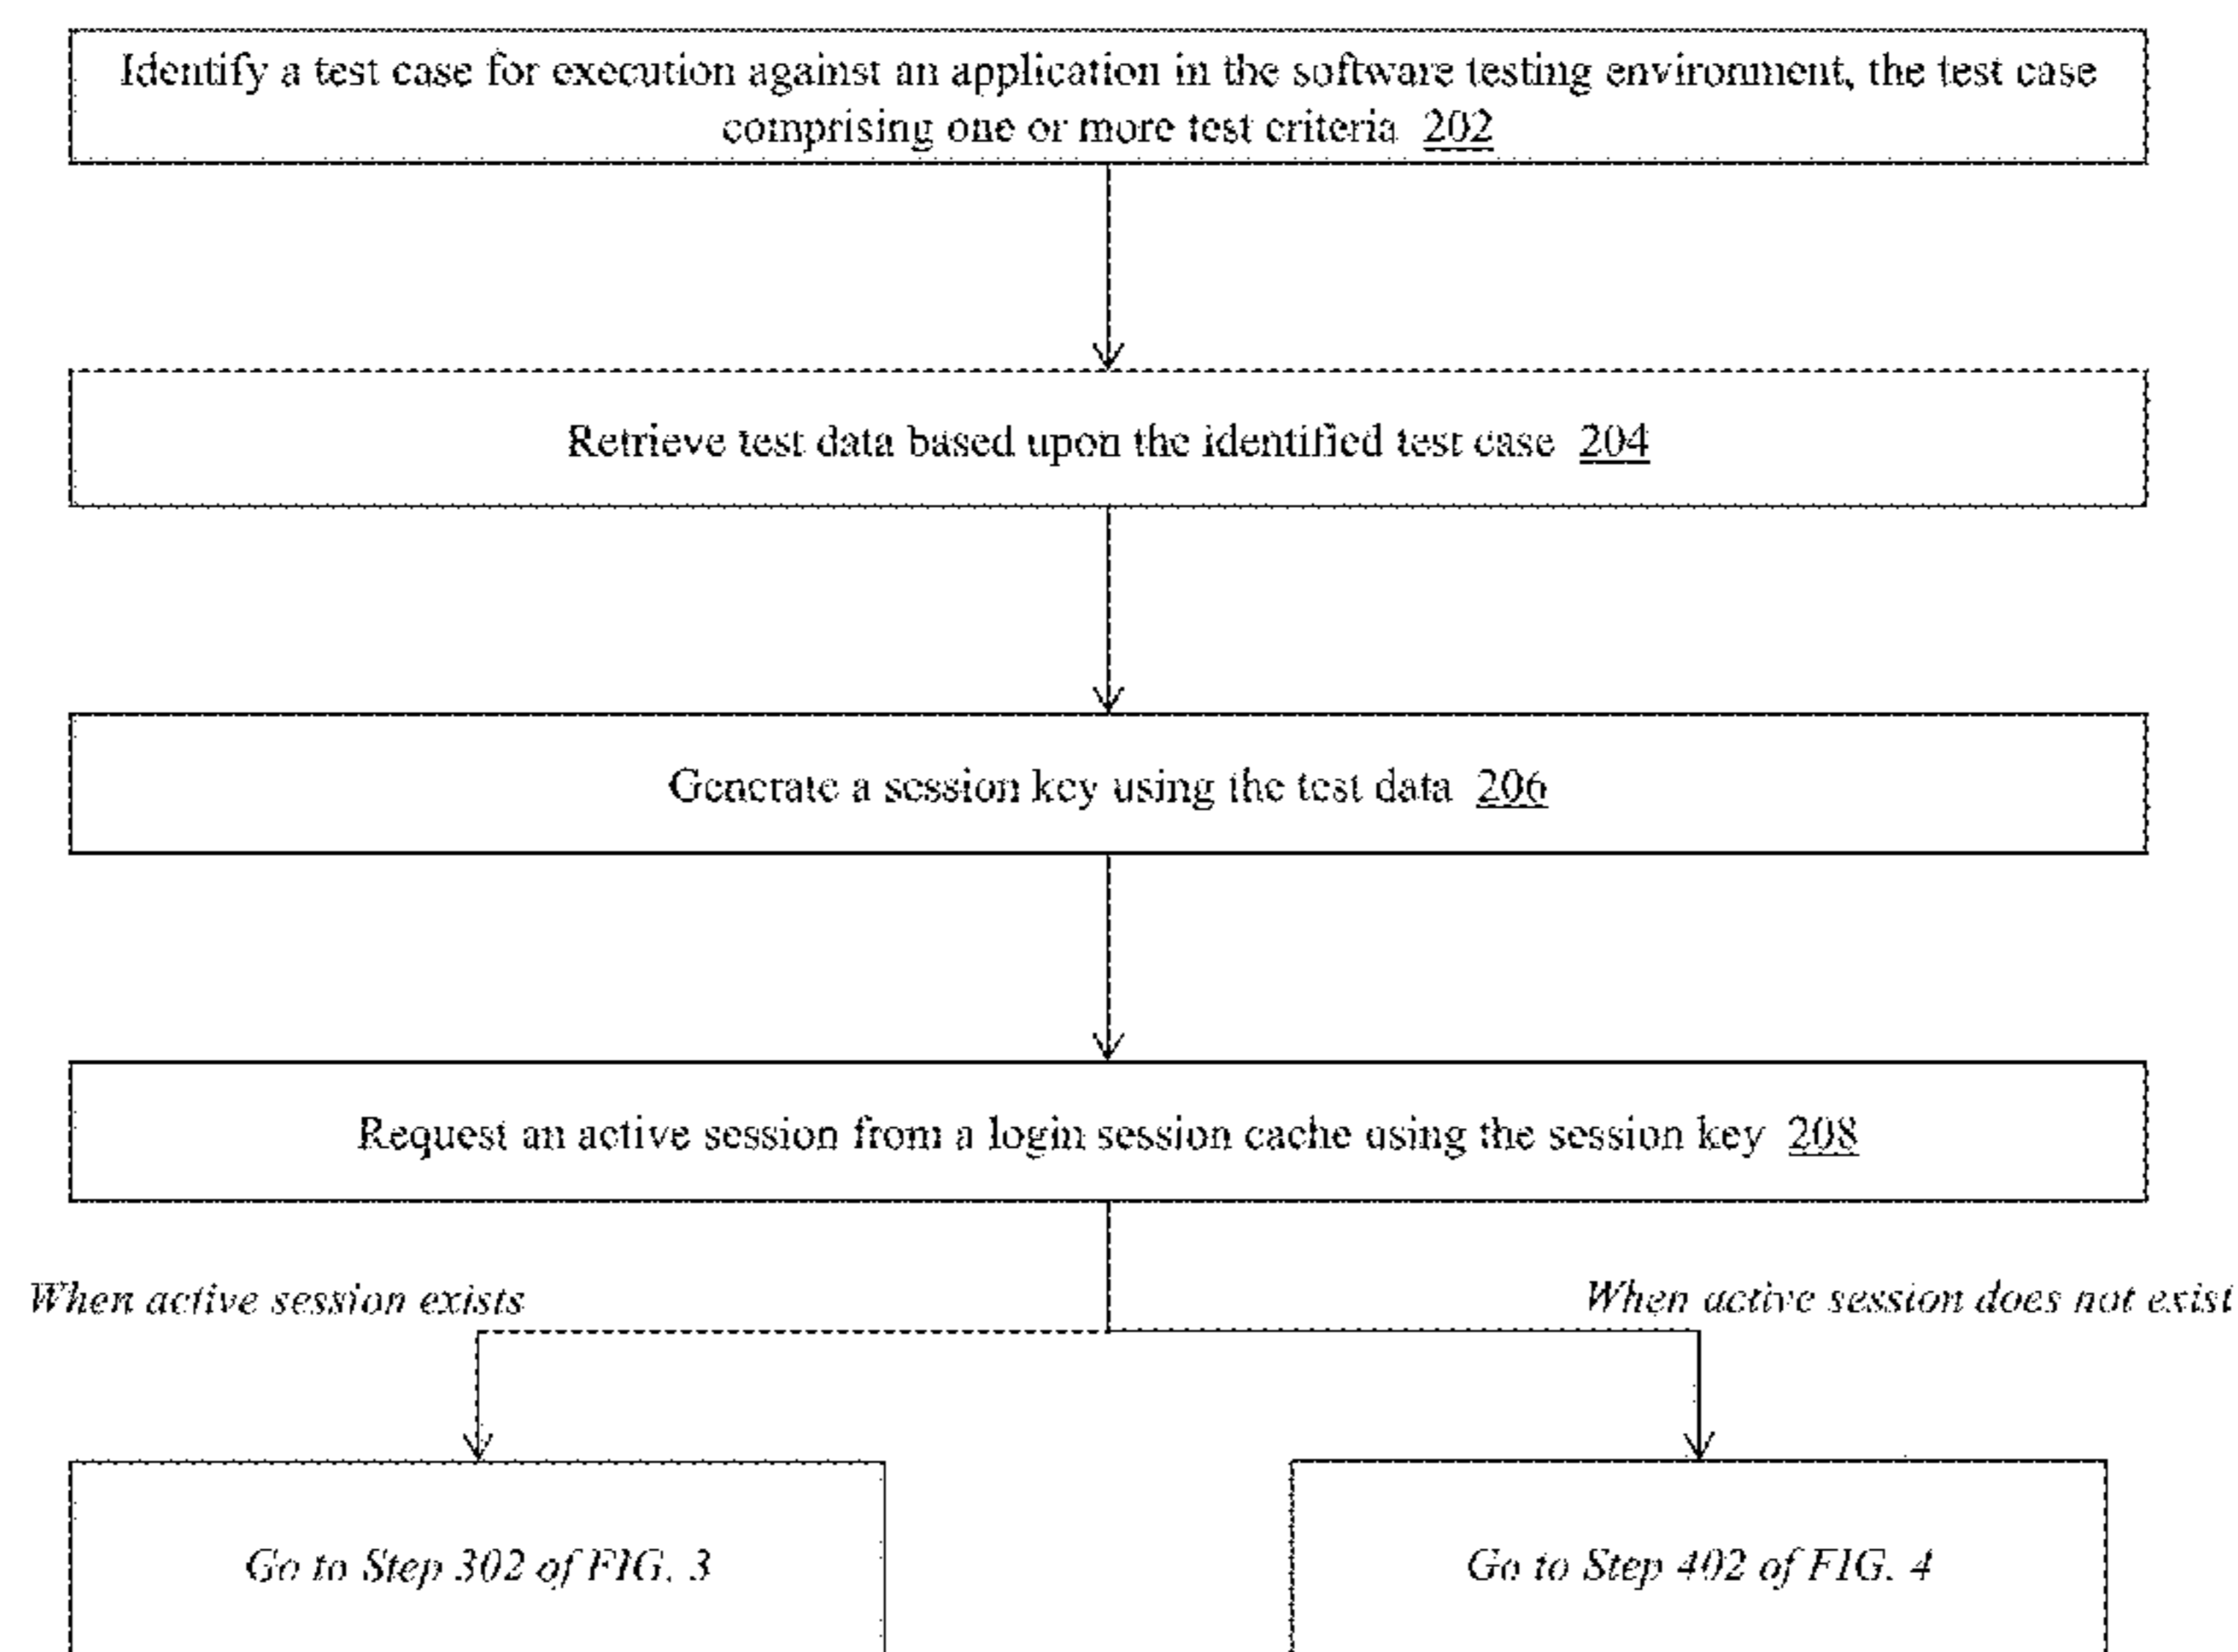 Identify a test case for execution against an application in the software testing environment, the test case
comprising one or more test criteria 202
Retrieve test data based upon the identified test case 204
Generate a session key using the test data 206
Request an active session from a login session cache using the session key 208
When active session exists
When active session does not exist
Go to Step 302 of FIG. 3
Go to Step 402 of FIG. 4